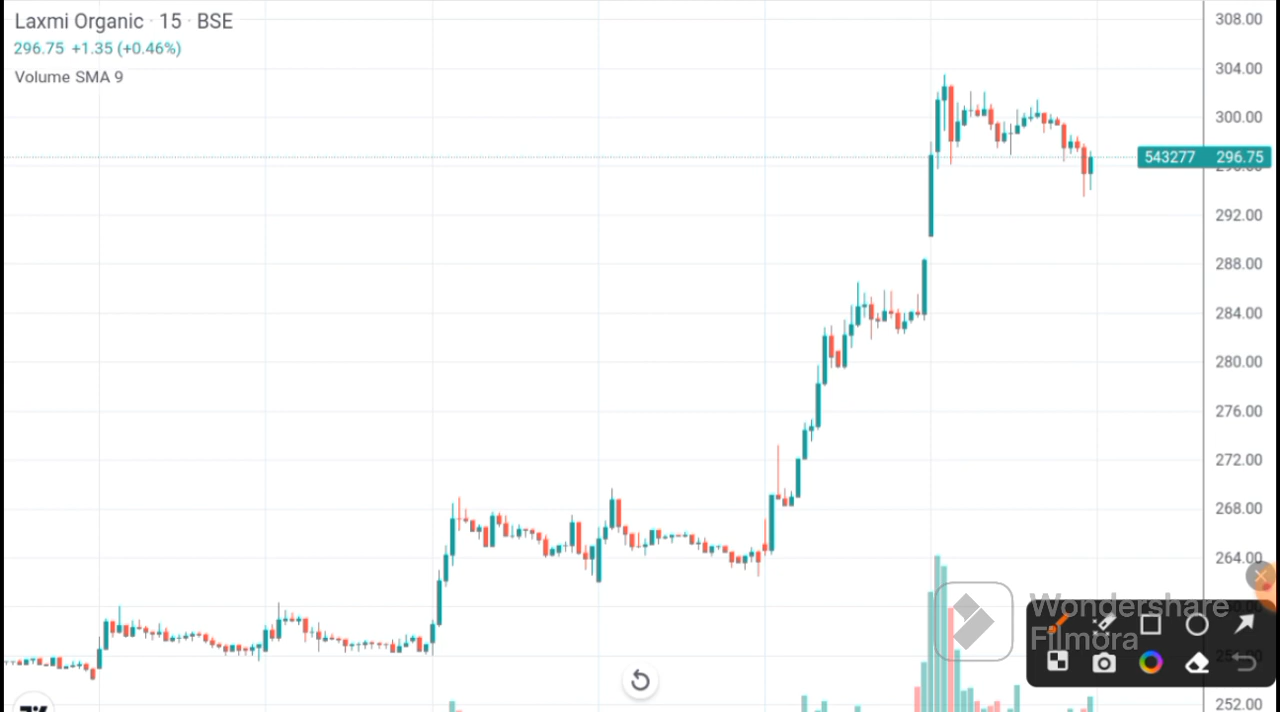 Laxmi Organic · 15 · BSE
296.75 +1.35 (+0.46%)
Volume SMA 9
308.00
304.00
300.00
543277 296.75
292.00
288.00
284.00
280.00
276.00
272.00
268.00
264.00
Wondershare
Filmora
252.00